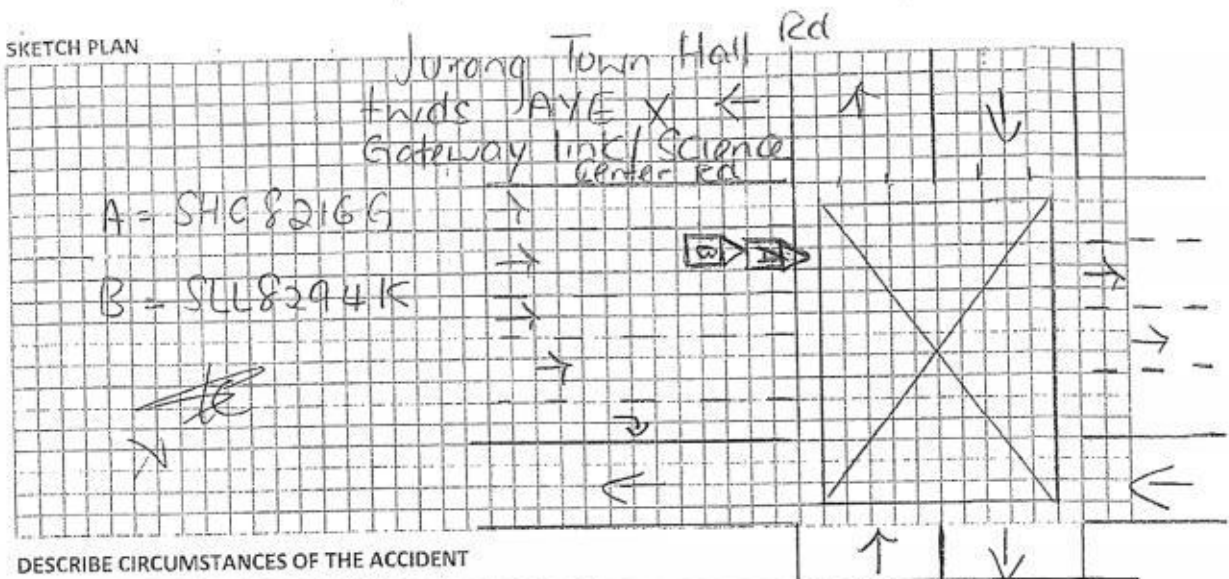 SKETCH PLAN
Jurong Town Hall Rd
twds AYE X ←
Gateway link/Science
Center Rd
A = SHC8216G
B = SLL8294K
B A
DESCRIBE CIRCUMSTANCES OF THE ACCIDENT